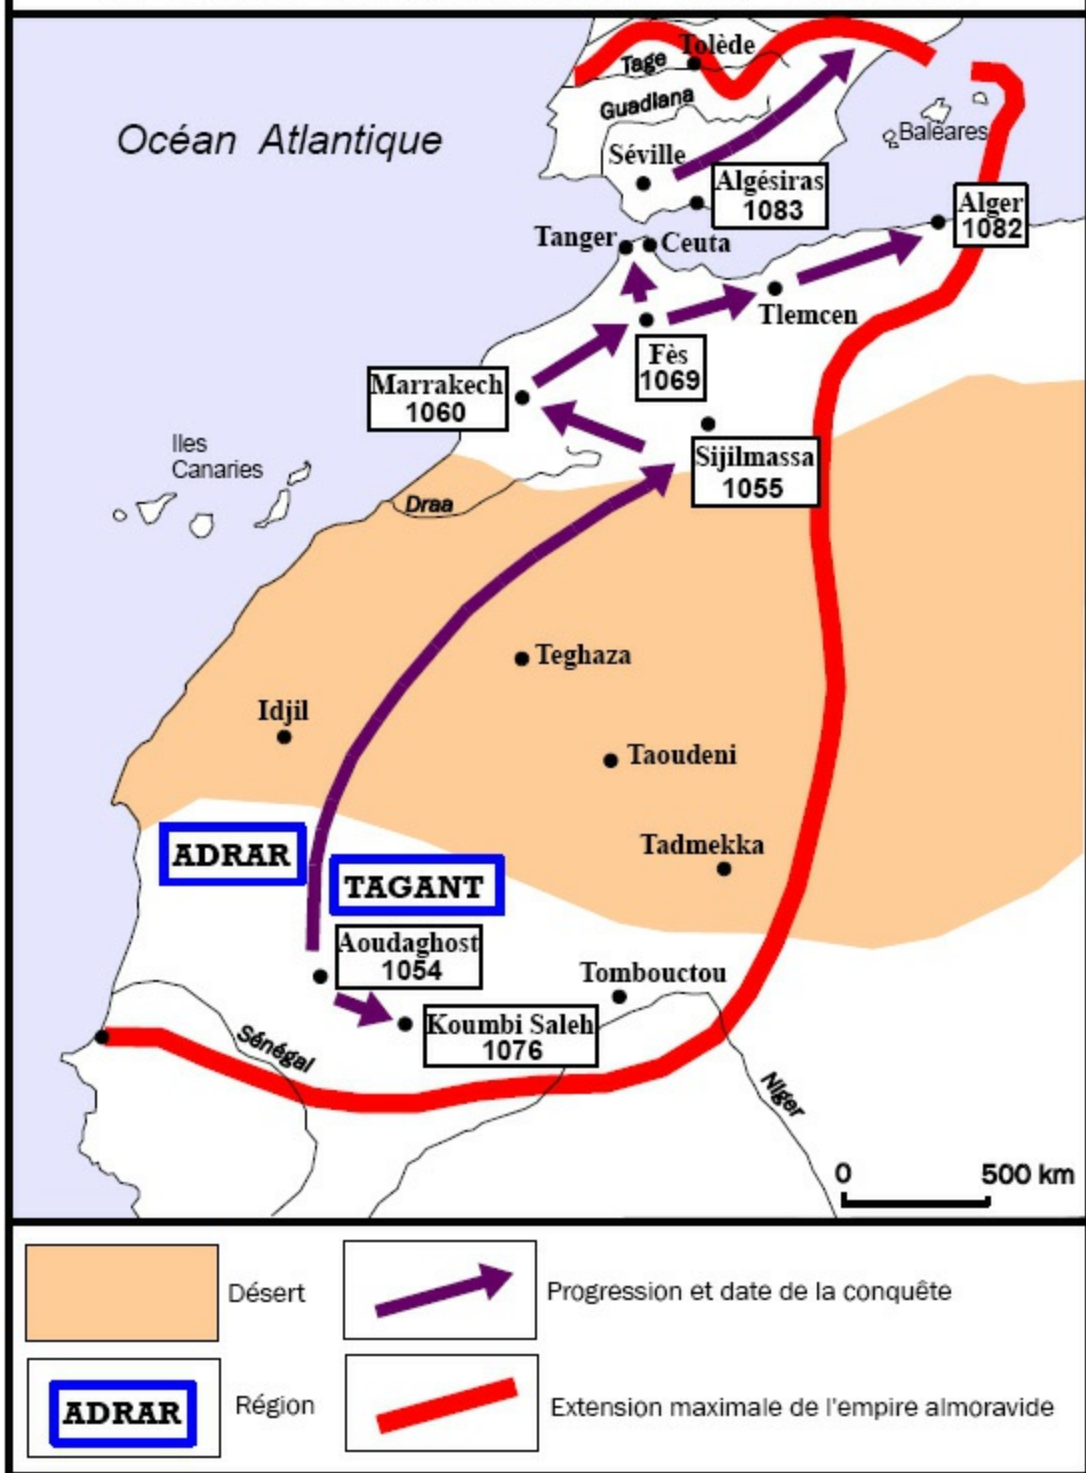 Tolède
Tage
Guadiana
Océan Atlantique
Baléares
Séville
Algésiras
1083
Alger
1082
Tanger
Ceuta
Tlemcen
Fès
1069
Marrakech
1060
Iles
Canaries
Sijilmassa
1055
Draa
Teghaza
Idjil
Taoudeni
Tadmekka
ADRAR
TAGANT
Aoudaghost
1054
Tombouctou
Koumbi Saleh
1076
Sénégal
Niger
0 500 km
Désert
Progression et date de la conquête
ADRAR
Région
Extension maximale de l'empire almoravide